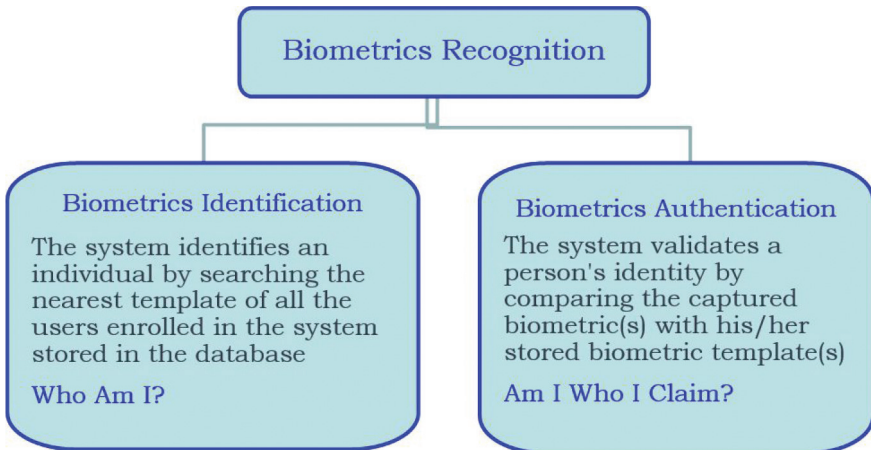 Biometrics Recognition
Biometrics Identification
The system identifies an
individual by searching the
nearest template of all the
users enrolled in the system
stored in the database
Who Am I?
Biometrics Authentication
The system validates a
person's identity by
comparing the captured
biometric(s) with his/her
stored biometric template(s)
Am I Who I Claim?